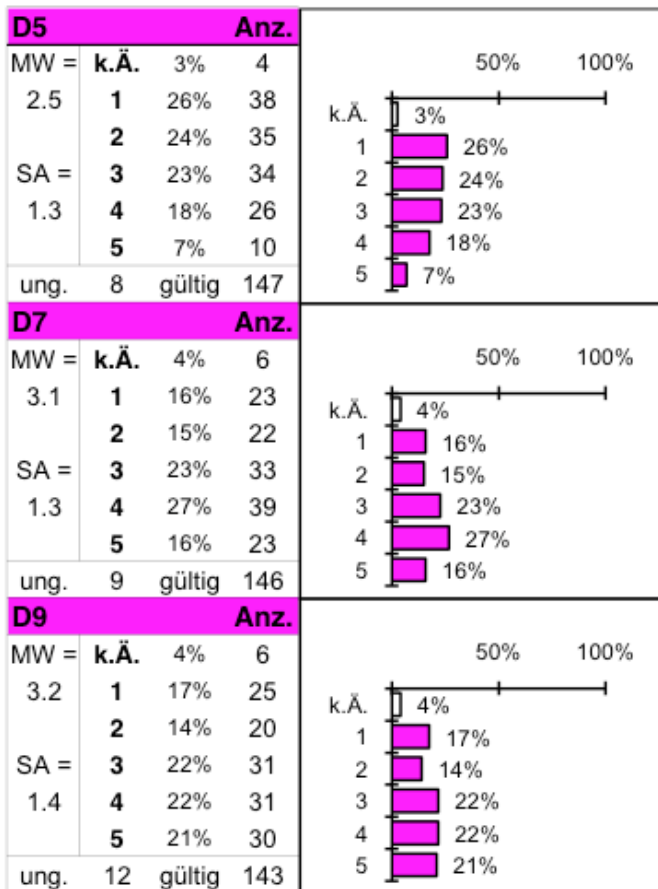 D5 Anz.
MW = k.Ä. 3% 4
2.5 1 26% 38
2 24% 35
SA = 3 23% 34
1.3 4 18% 26
5 7% 10
ung. 8 gültig 147
50% 100%
k.Ä. 3%
1 26%
2 24%
3 23%
4 18%
5 7%
D7 Anz.
MW = k.Ä. 4% 6
3.1 1 16% 23
2 15% 22
SA = 3 23% 33
1.3 4 27% 39
5 16% 23
ung. 9 gültig 146
50% 100%
k.Ä. 4%
1 16%
2 15%
3 23%
4 27%
5 16%
D9 Anz.
MW = k.Ä. 4% 6
3.2 1 17% 25
2 14% 20
SA = 3 22% 31
1.4 4 22% 31
5 21% 30
ung. 12 gültig 143
50% 100%
k.Ä. 4%
1 17%
2 14%
3 22%
4 22%
5 21%